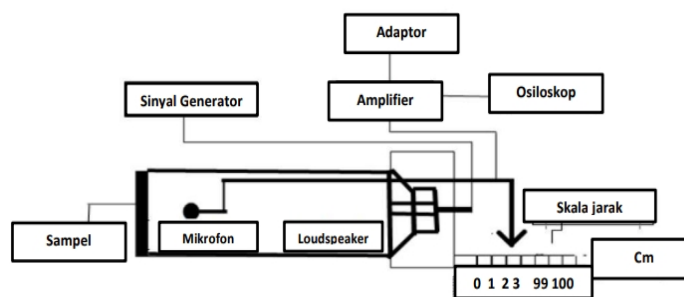 Adaptor
Sinyal Generator
Amplifier
Osiloskop
Skala jarak
Sampel
Mikrofon
Loudspeaker
Cm
0 1 2 3 99 100